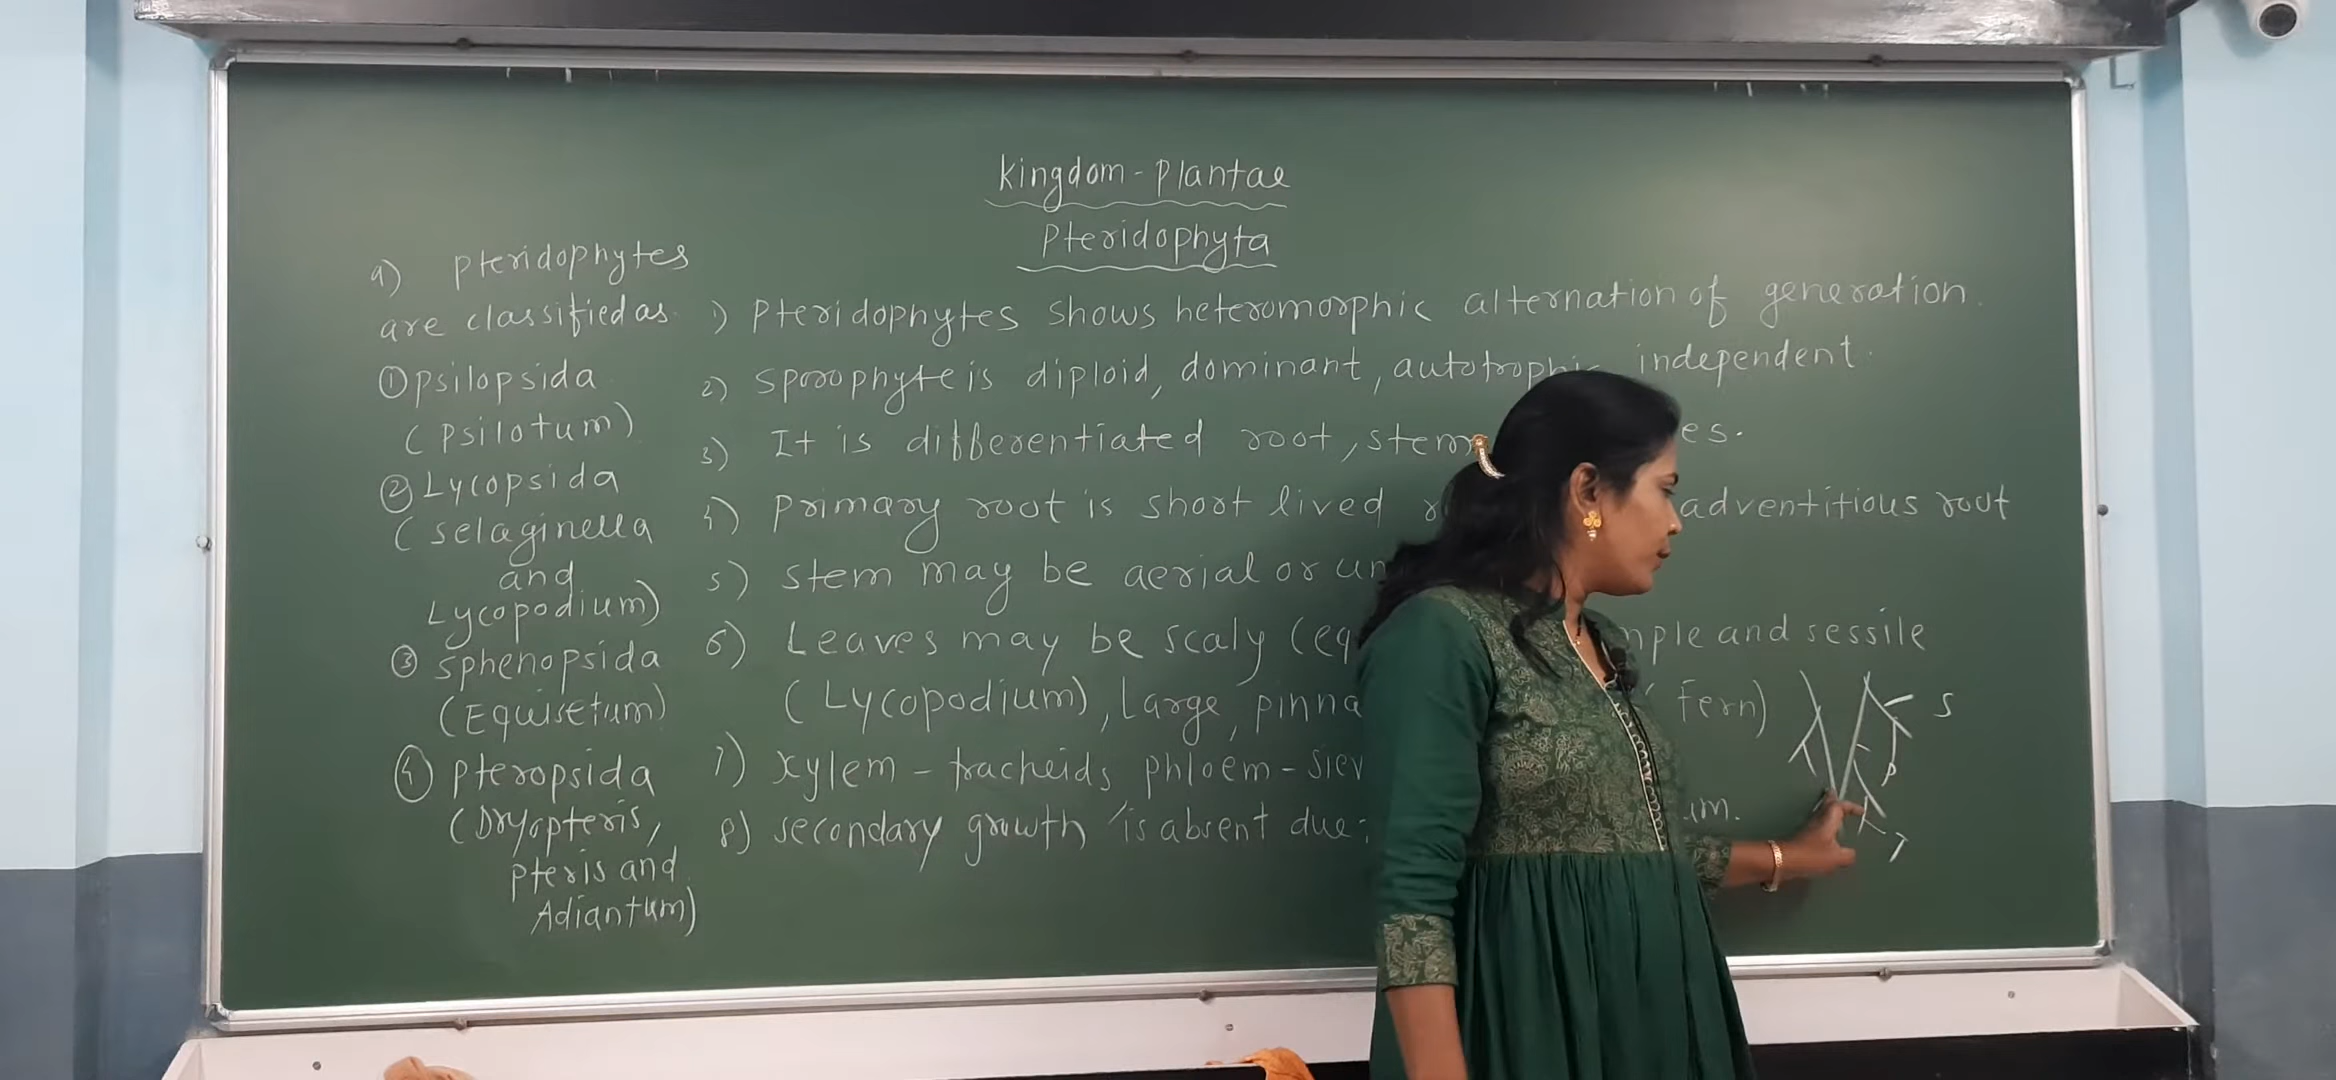 Kingdom - Plantae
Pteridophyta
a) Pteridophytes
are classified as
① Psilopsida
(Psilotum)
② Lycopsida
(selaginella
and
Lycopodium)
③ Sphenopsida
(Equisetum)
④ Pteropsida
(Dryopteris,
Pteris and
Adiantum)
1) Pteridophytes shows heteromorphic alternation of generation.
2) Sporophyte is diploid, dominant, autotrophic independent.
3) It is differentiated root, stem es.
4) Primary root is short lived adventitious root
5) Stem may be aerial or un
6) Leaves may be scaly (eq mple and sessile
(Lycopodium), Large, pinna (Fern)
7) xylem - tracheids phloem - siev
8) secondary growth is absent due um.
S
P